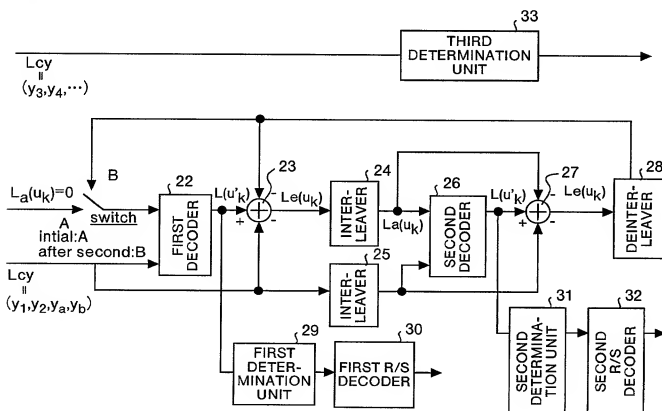 33
THIRD
DETERMINATION
UNIT
Lcy
=
(y3,y4,···)
B
22
L(u'k)
-
23
24
27
28
26
L(u'k)
La(uk)=0
Le(uk)
INTER-
LEAVER
Le(uk)
A
switch
intial:A
after second:B
FIRST
DECODER
+
-
La(uk)
SECOND
DECODER
+
-
DEINTER-
LEAVER
Lcy
=
(y1,y2,ya,yb)
25
INTER-
LEAVER
29
FIRST
DETER-
MINATION
UNIT
30
FIRST R/S
DECODER
31
SECOND
DETERMINA-
TION UNIT
32
SECOND
R/S
DECODER